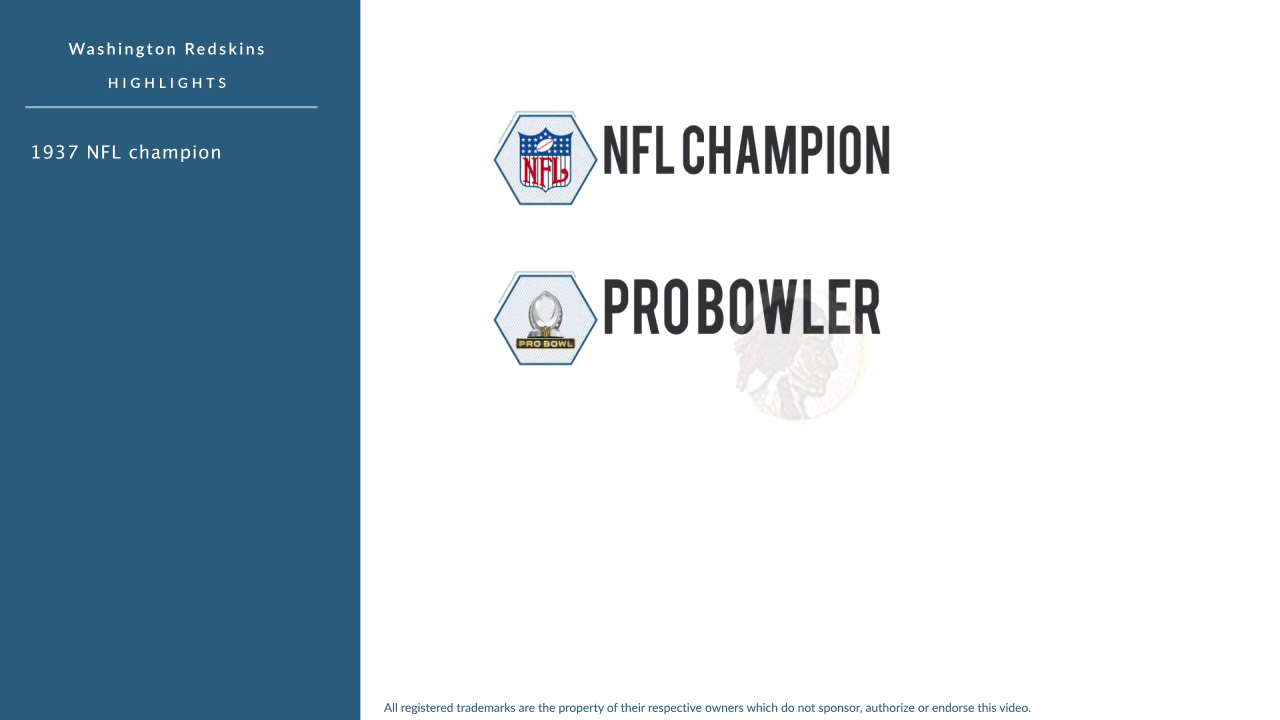 Washington Redskins
HIGHLIGHTS
1937 NFL champion
NFL
NFL CHAMPION
PRO BOWL
PRO BOWLER
All registered trademarks are the property of their respective owners which do not sponsor, authorize or endorse this video.